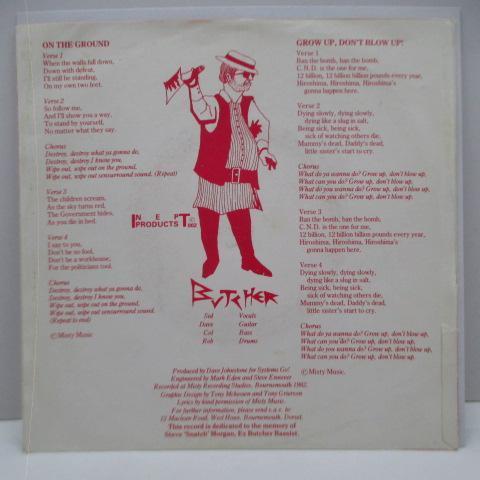 ON THE GROUND
Verse 1
When the walls fall down,
Down with defeat,
I'll still be standing,
On my own two feet.
Verse 2
So follow me,
And I'll show you a way,
To stand by yourself,
No matter what they say.
Chorus
Destroy, destroy what ya gonna do,
Destroy, destroy I know you,
Wipe out, wipe out on the ground,
Wipe out, wipe out sensurround sound. (Repeat)
Verse 3
The children scream,
As the sky turns red,
The Government hides,
As you die in bed.
Verse 4
I say to you,
Don't be no fool,
Don't be a workhouse,
For the politicians tool.
Chorus
Destroy, destroy what ya gonna do,
Destroy, destroy I know you,
Wipe out, wipe out on the ground,
Wipe out, wipe out sensurround sound.
(Repeat to end)
© Misty Music.
INEPT
PRODUCTS
002
BUTCHER
Sid Vocals
Dave Guitar
Col Bass
Rob Drums
GROW UP, DON'T BLOW UP!
Verse 1
Ban the bomb, ban the bomb,
C.N.D. is the one for me,
12 billion, 12 billion pounds every year,
Hiroshima, Hiroshima, Hiroshima's
gonna happen here.
Verse 2
Dying slowly, dying slowly,
dying like a slug in salt,
Being sick, being sick,
sick of watching others die,
Mummy's dead, Daddy's dead,
little sister's start to cry.
Chorus
What do ya wanna do? Grow up, don't blow up,
What can you do? Grow up, don't blow up,
What do you wanna do? Grow up, don't blow up,
What can you do? Grow up, don't blow up.
Verse 3
Ban the bomb, ban the bomb,
C.N.D. is the one for me,
12 billion, 12 billion pounds every year,
Hiroshima, Hiroshima, Hiroshima's
gonna happen here.
Verse 4
Dying slowly, dying slowly,
dying like a slug in salt,
Being sick, being sick,
sick of watching others die,
Mummy's dead, Daddy's dead,
little sister's start to cry.
Chorus
What do ya wanna do? Grow up, don't blow up,
What can you do? Grow up, don't blow up,
What do you wanna do? Grow up, don't blow up,
What can you do? Grow up, don't blow up.
© Misty Music.
Produced by Dave Johnstone for Systems Go!
Engineered by Mark Eden and Steve
Recorded at Misty Recording Studios, Bournemouth 1982.
Graphic Design by Tony Mckeown and Tony Grierson
Lyrics by kind permission of Misty Music.
For further information, please send s.a.e. to
Road, West Howe, Bournemouth, Dorset.
This record is dedicated to the memory of
Steve 'Snatch' Morgan, Ex Butcher Bassist.